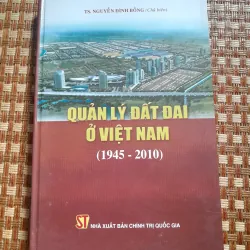 TS. NGUYỄN ĐÌNH BỒNG (Chủ biên)
QUẢN LÝ ĐẤT ĐAI
Ở VIỆT NAM
(1945 - 2010)
ST NHÀ XUẤT BẢN CHÍNH TRỊ QUỐC GIA